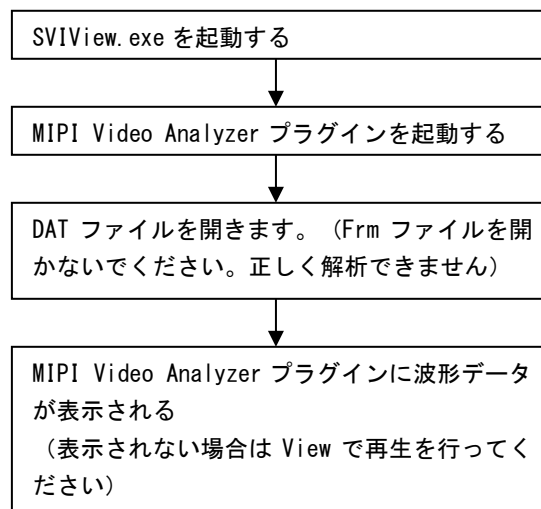 SVIView.exe を起動する
MIPI Video Analyzer プラグインを起動する
DAT ファイルを開きます。（Frm ファイルを開
かないでください。正しく解析できません）
MIPI Video Analyzer プラグインに波形データ
が表示される
（表示されない場合は View で再生を行ってく
ださい）